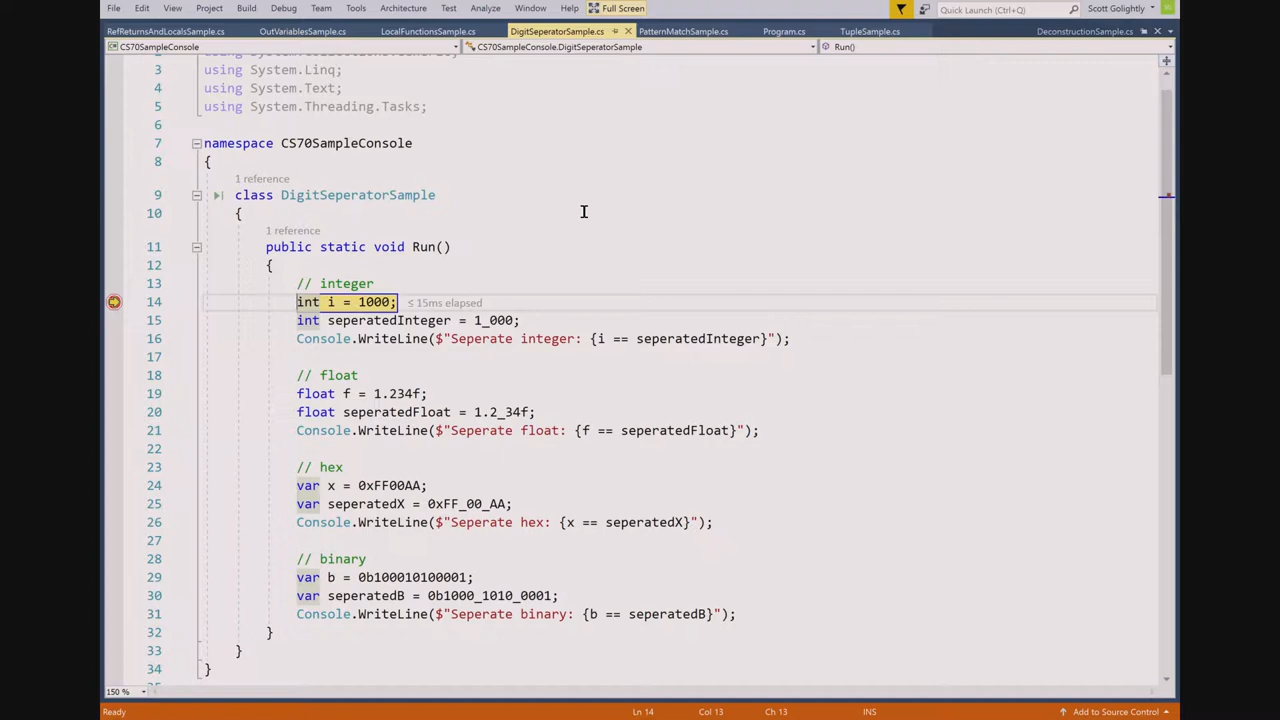 File Edit View Project Build Debug Team Tools Architecture Test Analyze Window Help Full Screen Quick Launch (Ctrl+Q) Scott Golightly
RefReturnsAndLocalsSample.cs OutVariablesSample.cs LocalFunctionsSample.cs DigitSeperatorSample.cs PatternMatchSample.cs Program.cs TupleSample.cs DeconstructionSample.cs
CS70SampleConsole CS70SampleConsole.DigitSeperatorSample Run()
3 using System.Linq;
4 using System.Text;
5 using System.Threading.Tasks;
6
7 namespace CS70SampleConsole
8 {
1 reference
9 class DigitSeperatorSample
10 {
1 reference
11 public static void Run()
12 {
13 // integer
14 int i = 1000; ≤ 15ms elapsed
15 int seperatedInteger = 1_000;
16 Console.WriteLine($"Seperate integer: {i == seperatedInteger}");
17
18 // float
19 float f = 1.234f;
20 float seperatedFloat = 1.2_34f;
21 Console.WriteLine($"Seperate float: {f == seperatedFloat}");
22
23 // hex
24 var x = 0xFF00AA;
25 var seperatedX = 0xFF_00_AA;
26 Console.WriteLine($"Seperate hex: {x == seperatedX}");
27
28 // binary
29 var b = 0b100010100001;
30 var seperatedB = 0b1000_1010_0001;
31 Console.WriteLine($"Seperate binary: {b == seperatedB}");
32 }
33 }
34 }
150 %
Ready Ln 14 Col 13 Ch 13 INS Add to Source Control